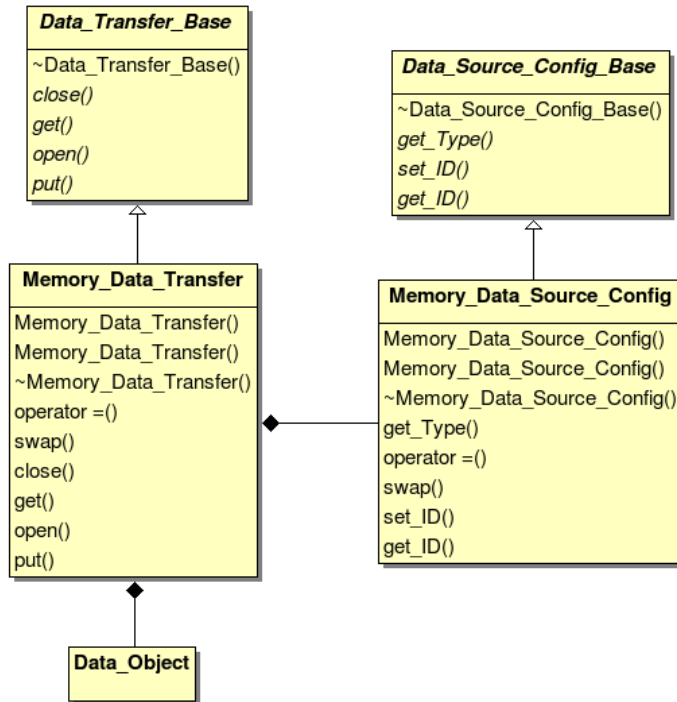 Data_Transfer_Base
~Data_Transfer_Base()
close()
get()
open()
put()
Data_Source_Config_Base
~Data_Source_Config_Base()
get_Type()
set_ID()
get_ID()
Memory_Data_Transfer
Memory_Data_Transfer()
Memory_Data_Transfer()
~Memory_Data_Transfer()
operator =()
swap()
close()
get()
open()
put()
Memory_Data_Source_Config
Memory_Data_Source_Config()
Memory_Data_Source_Config()
~Memory_Data_Source_Config()
get_Type()
operator =()
swap()
set_ID()
get_ID()
Data_Object